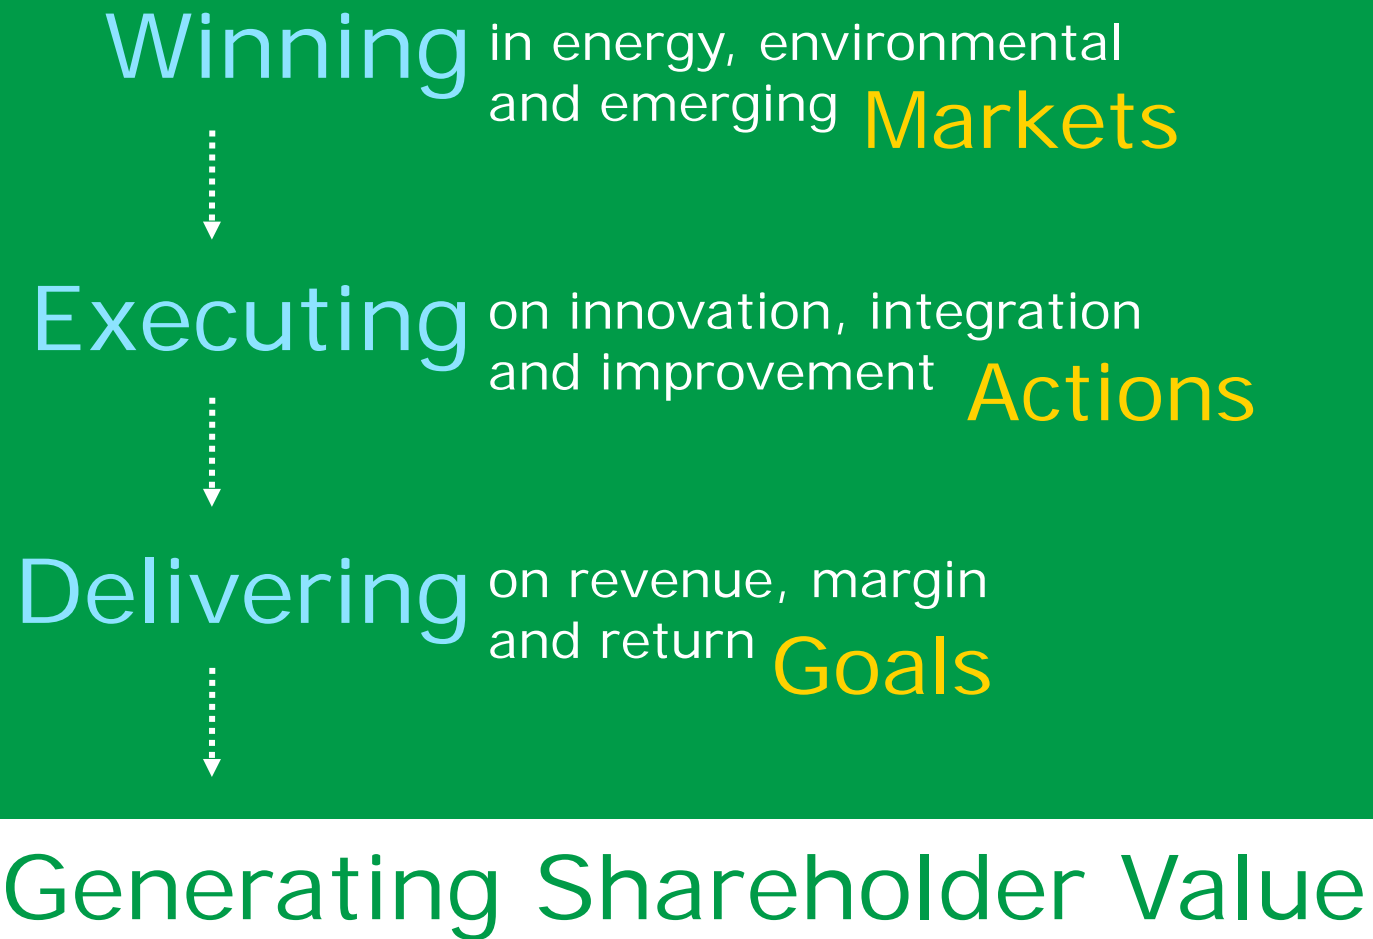 Winning in energy, environmental
and emerging Markets
Executing on innovation, integration
and improvement Actions
Delivering on revenue, margin
and return Goals
Generating Shareholder Value